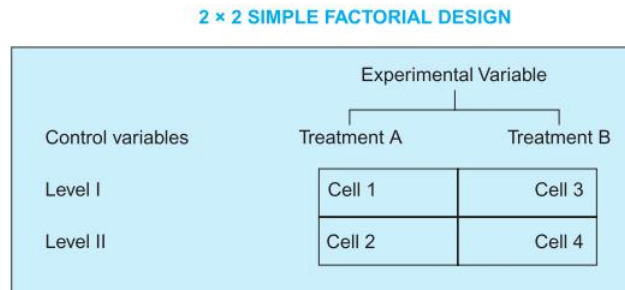 2 × 2 SIMPLE FACTORIAL DESIGN
Experimental Variable
Control variables Treatment A Treatment B
Level I Cell 1 Cell 3
Level II Cell 2 Cell 4